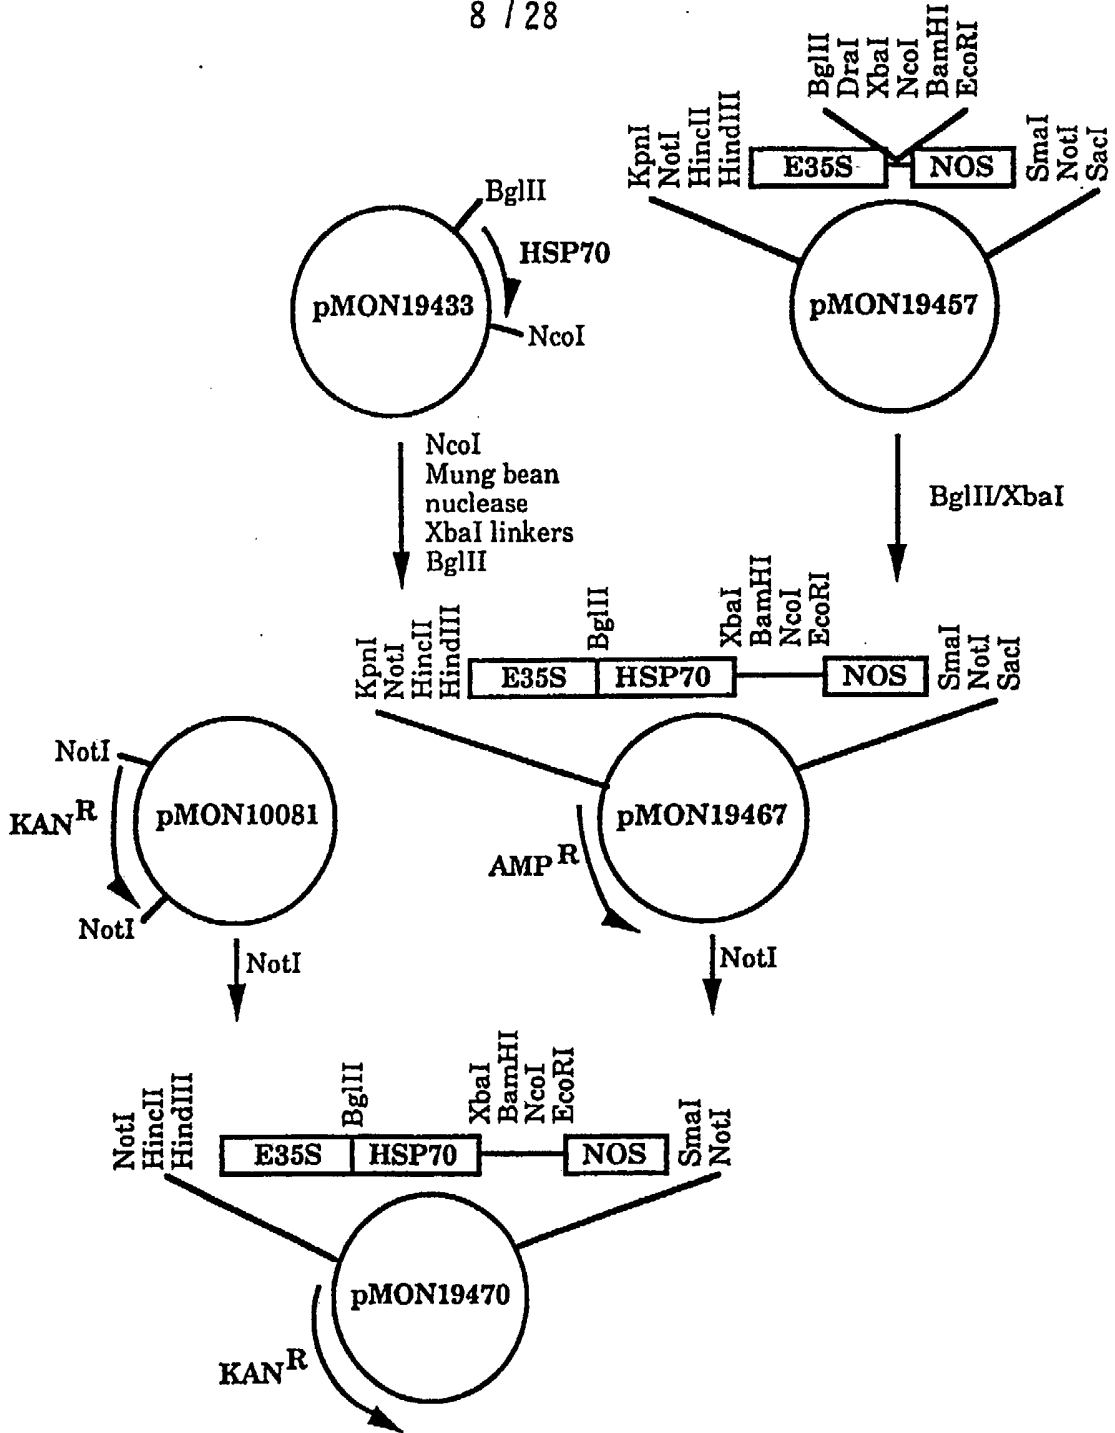 8 / 28
BglII
DraI
XbaI
NcoI
BamHI
EcoRI
KpnI
NotI
HincII
HindIII
E35S
NOS
SmaI
NotI
SacI
BglII
HSP70
pMON19433
NcoI
pMON19457
NcoI
Mung bean
nuclease
XbaI linkers
BglII
BglII/XbaI
KpnI
NotI
HincII
HindIII
BglII
XbaI
BamHI
NcoI
EcoRI
E35S
HSP70
NOS
SmaI
NotI
SacI
NotI
KANR
pMON10081
NotI
pMON19467
AMPR
NotI
NotI
NotI
HincII
HindIII
BglII
XbaI
BamHI
NcoI
EcoRI
E35S
HSP70
NOS
SmaI
NotI
pMON19470
KANR